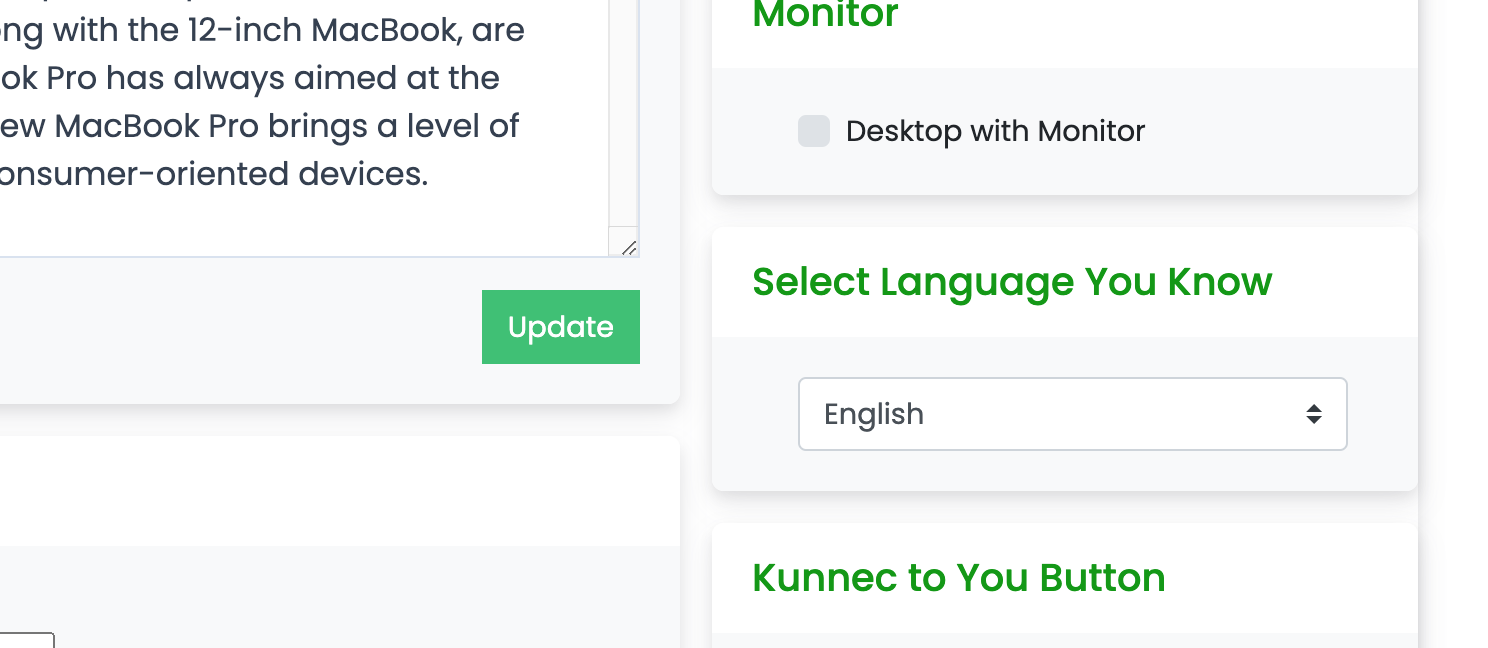 ng with the 12-inch MacBook, are
ok Pro has always aimed at the
ew MacBook Pro brings a level of
onsumer-oriented devices.
Update
Monitor
Desktop with Monitor
Select Language You Know
English
Kunnec to You Button